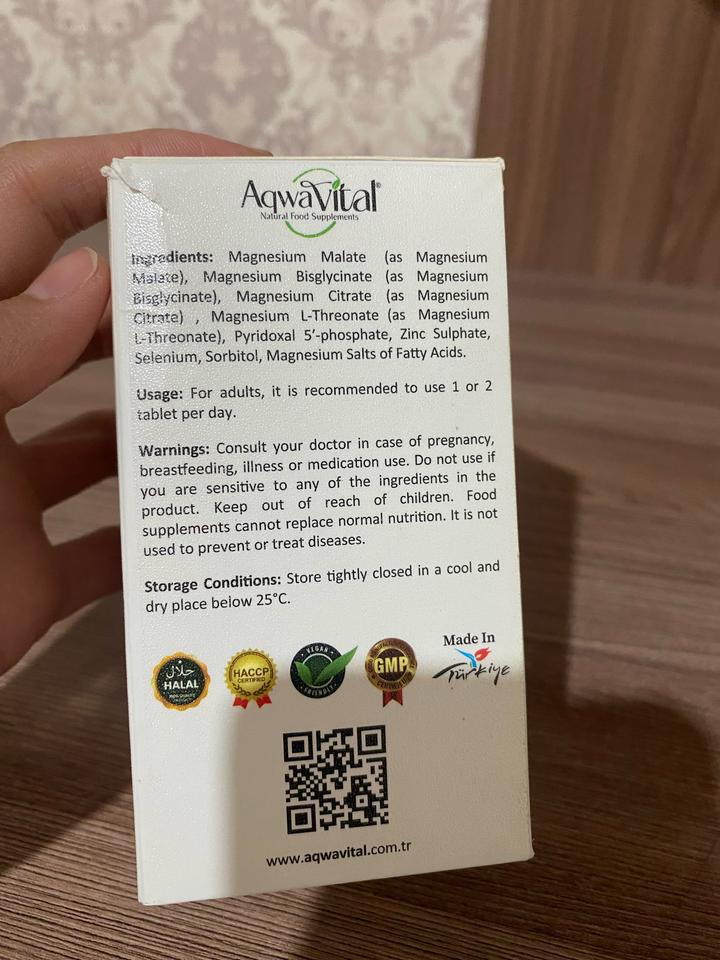 AqwaVital®
Natural Food Supplements
Ingredients: Magnesium Malate (as Magnesium
Malate), Magnesium Bisglycinate (as Magnesium
Bisglycinate), Magnesium Citrate (as Magnesium
Citrate) , Magnesium L-Threonate (as Magnesium
L-Threonate), Pyridoxal 5’-phosphate, Zinc Sulphate,
Selenium, Sorbitol, Magnesium Salts of Fatty Acids.
Usage: For adults, it is recommended to use 1 or 2
tablet per day.
Warnings: Consult your doctor in case of pregnancy,
breastfeeding, illness or medication use. Do not use if
you are sensitive to any of the ingredients in the
product. Keep out of reach of children. Food
supplements cannot replace normal nutrition. It is not
used to prevent or treat diseases.
Storage Conditions: Store tightly closed in a cool and
dry place below 25°C.
حلال
HALAL
HACCP
CERTIFIED
VEGAN
FRIENDLY
GMP
Made In
Türkiye
www.aqwavital.com.tr